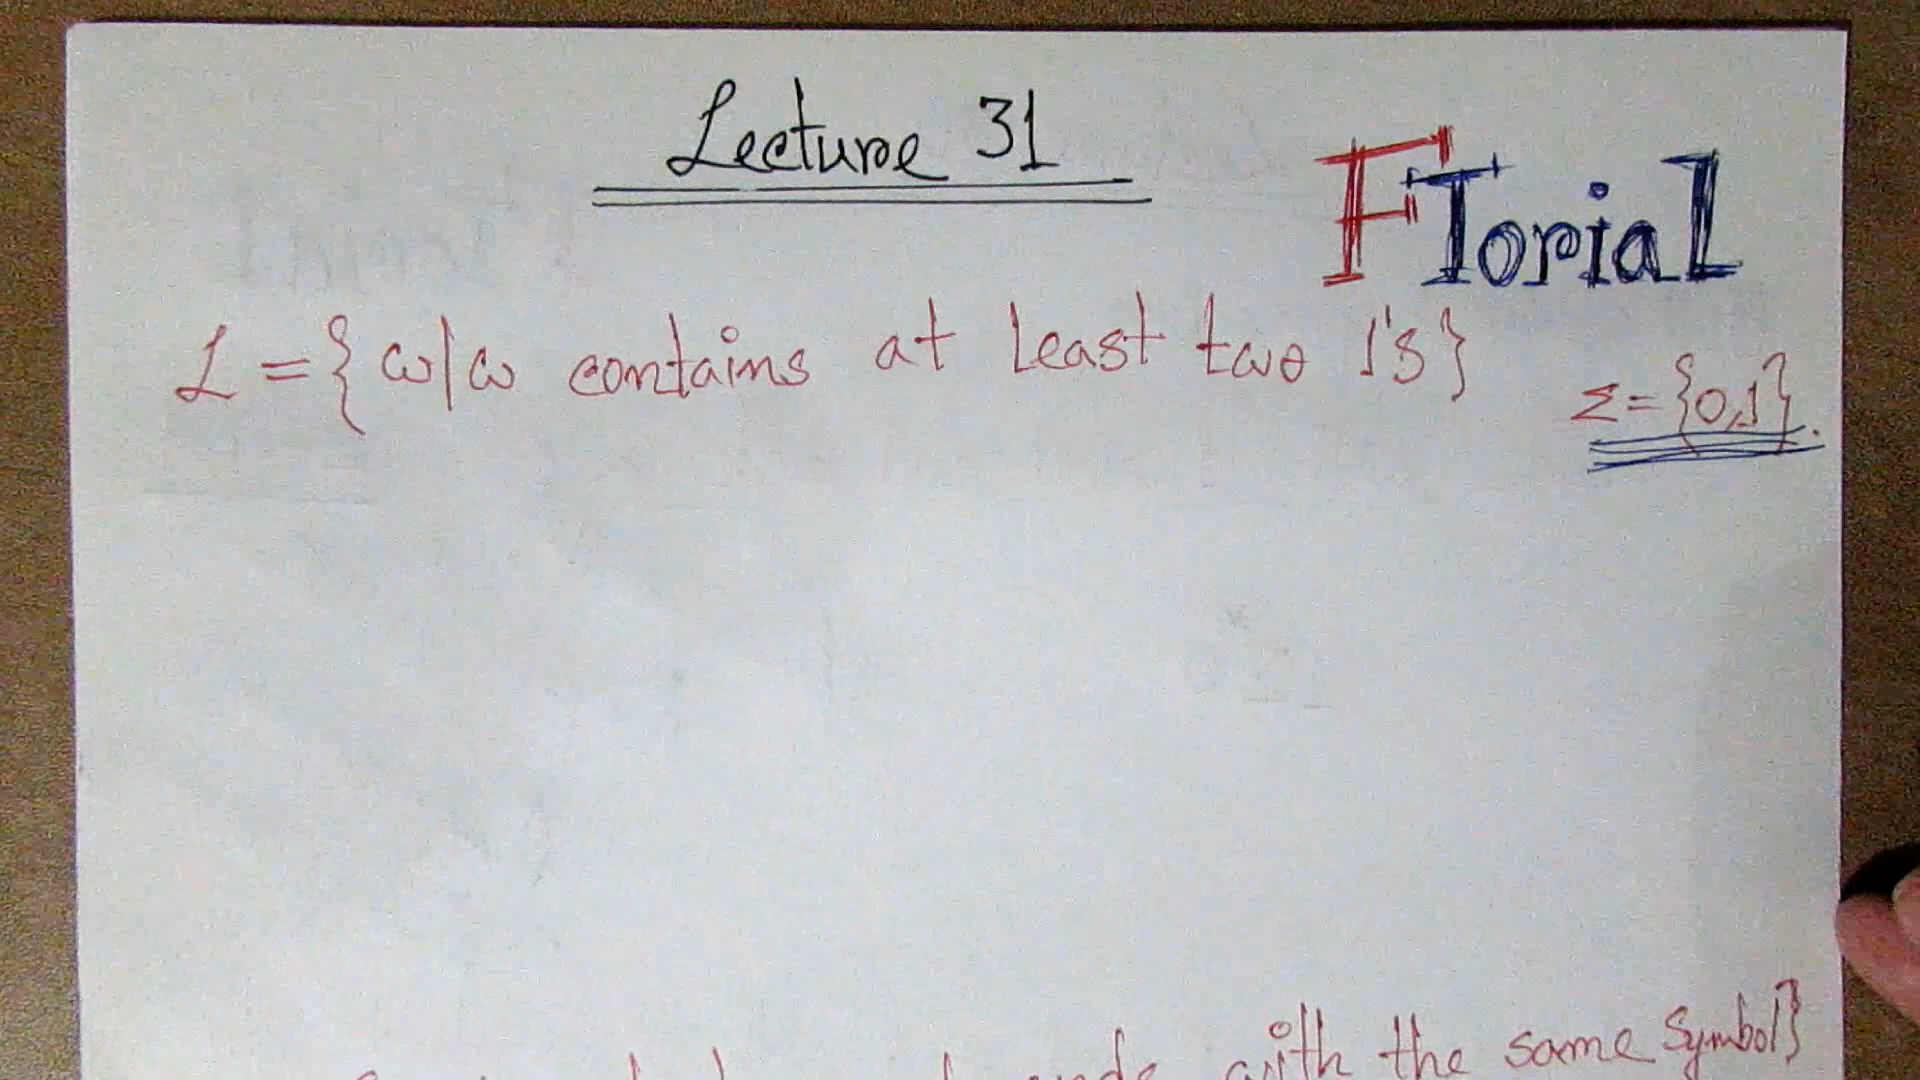 Lecture 31
FTorial
L = {ω/ω contains at Least two 1's}
Σ = {0,1}.
with the same Symbol}